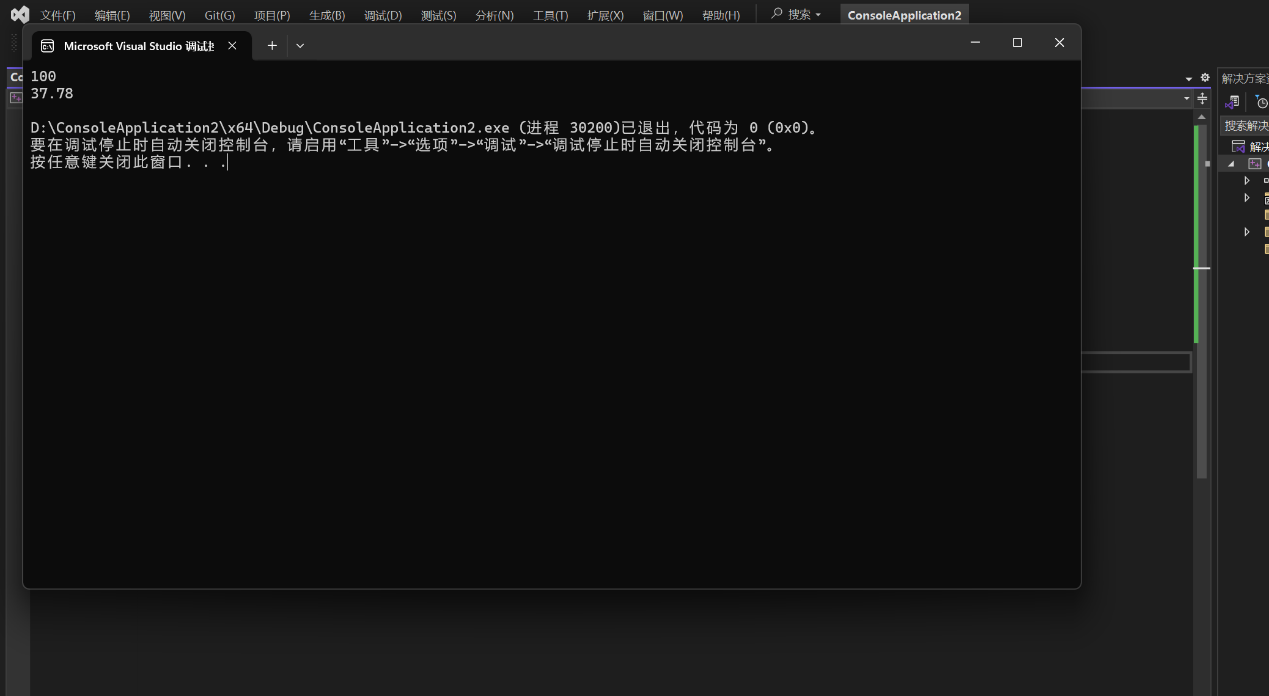 文件(F) 编辑(E) 视图(V) Git(G) 项目(P) 生成(B) 调试(D) 测试(S) 分析(N) 工具(T) 扩展(X) 窗口(W) 帮助(H) 搜索 ConsoleApplication2
Microsoft Visual Studio 调试
100
37.78
D:\ConsoleApplication2\x64\Debug\ConsoleApplication2.exe (进程 30200)已退出，代码为 0 (0x0)。
要在调试停止时自动关闭控制台，请启用“工具”->“选项”->“调试”->“调试停止时自动关闭控制台”。
按任意键关闭此窗口. . .
Co
解决方案
搜索解决
解决